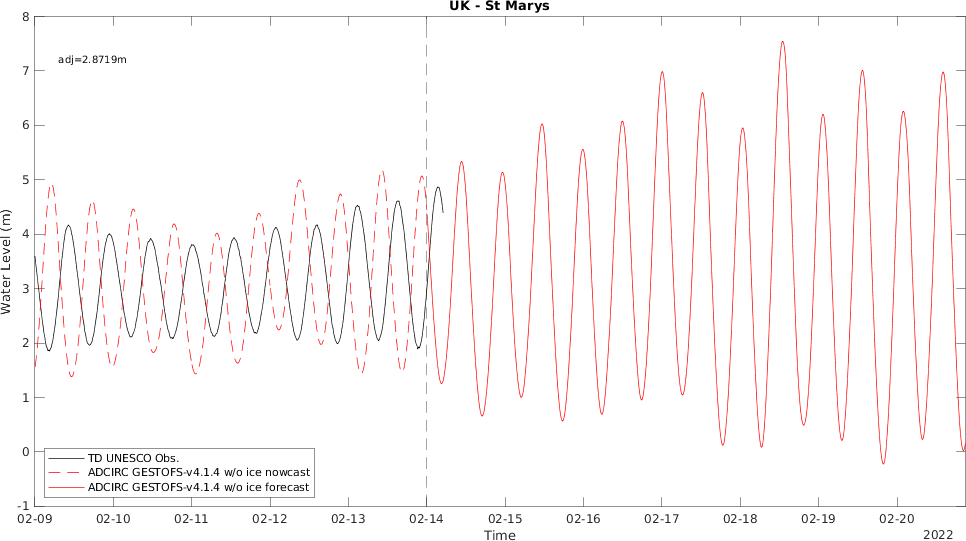 UK - St Marys
adj=2.8719m
8
7
6
5
4
3
2
1
0
-1
Water Level (m)
TD UNESCO Obs.
ADCIRC GESTOFS-v4.1.4 w/o ice nowcast
ADCIRC GESTOFS-v4.1.4 w/o ice forecast
02-09 02-10 02-11 02-12 02-13 02-14 02-15 02-16 02-17 02-18 02-19 02-20
Time
2022